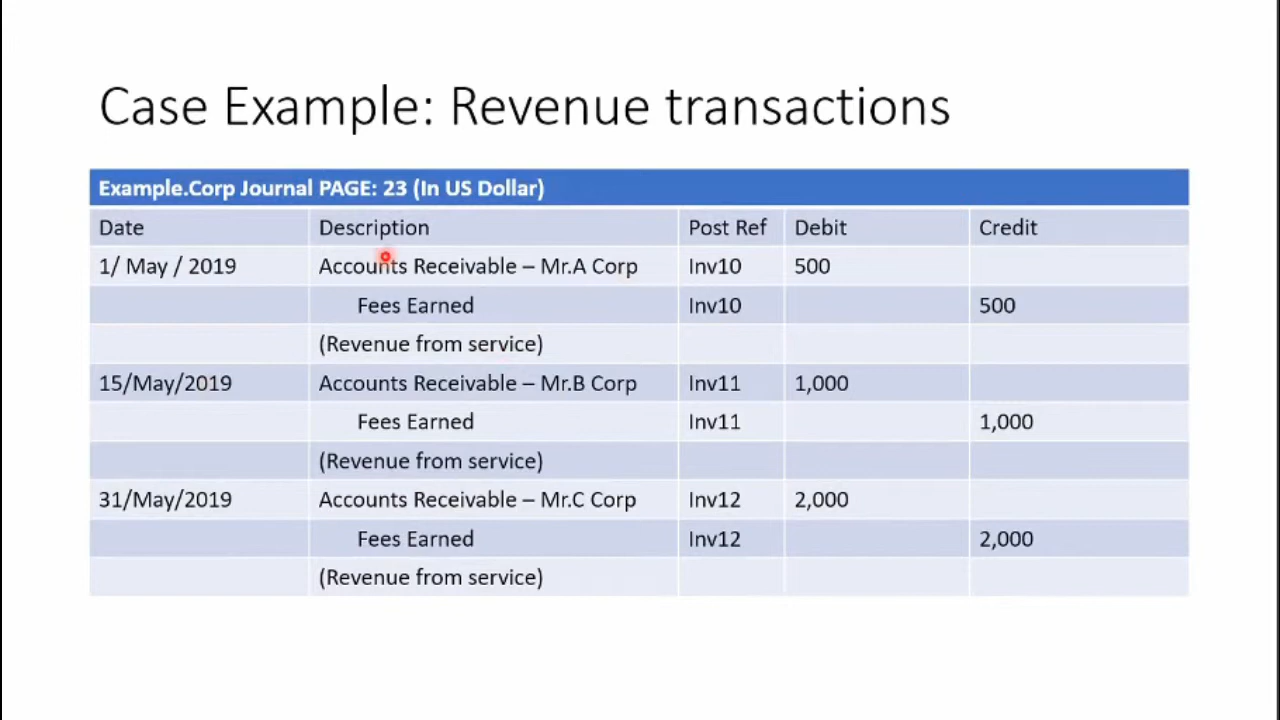 Case Example: Revenue transactions
Example.Corp Journal PAGE: 23 (In US Dollar)
Date Description Post Ref Debit Credit
1/ May / 2019 Accounts Receivable – Mr.A Corp Inv10 500
Fees Earned Inv10 500
(Revenue from service)
15/May/2019 Accounts Receivable – Mr.B Corp Inv11 1,000
Fees Earned Inv11 1,000
(Revenue from service)
31/May/2019 Accounts Receivable – Mr.C Corp Inv12 2,000
Fees Earned Inv12 2,000
(Revenue from service)